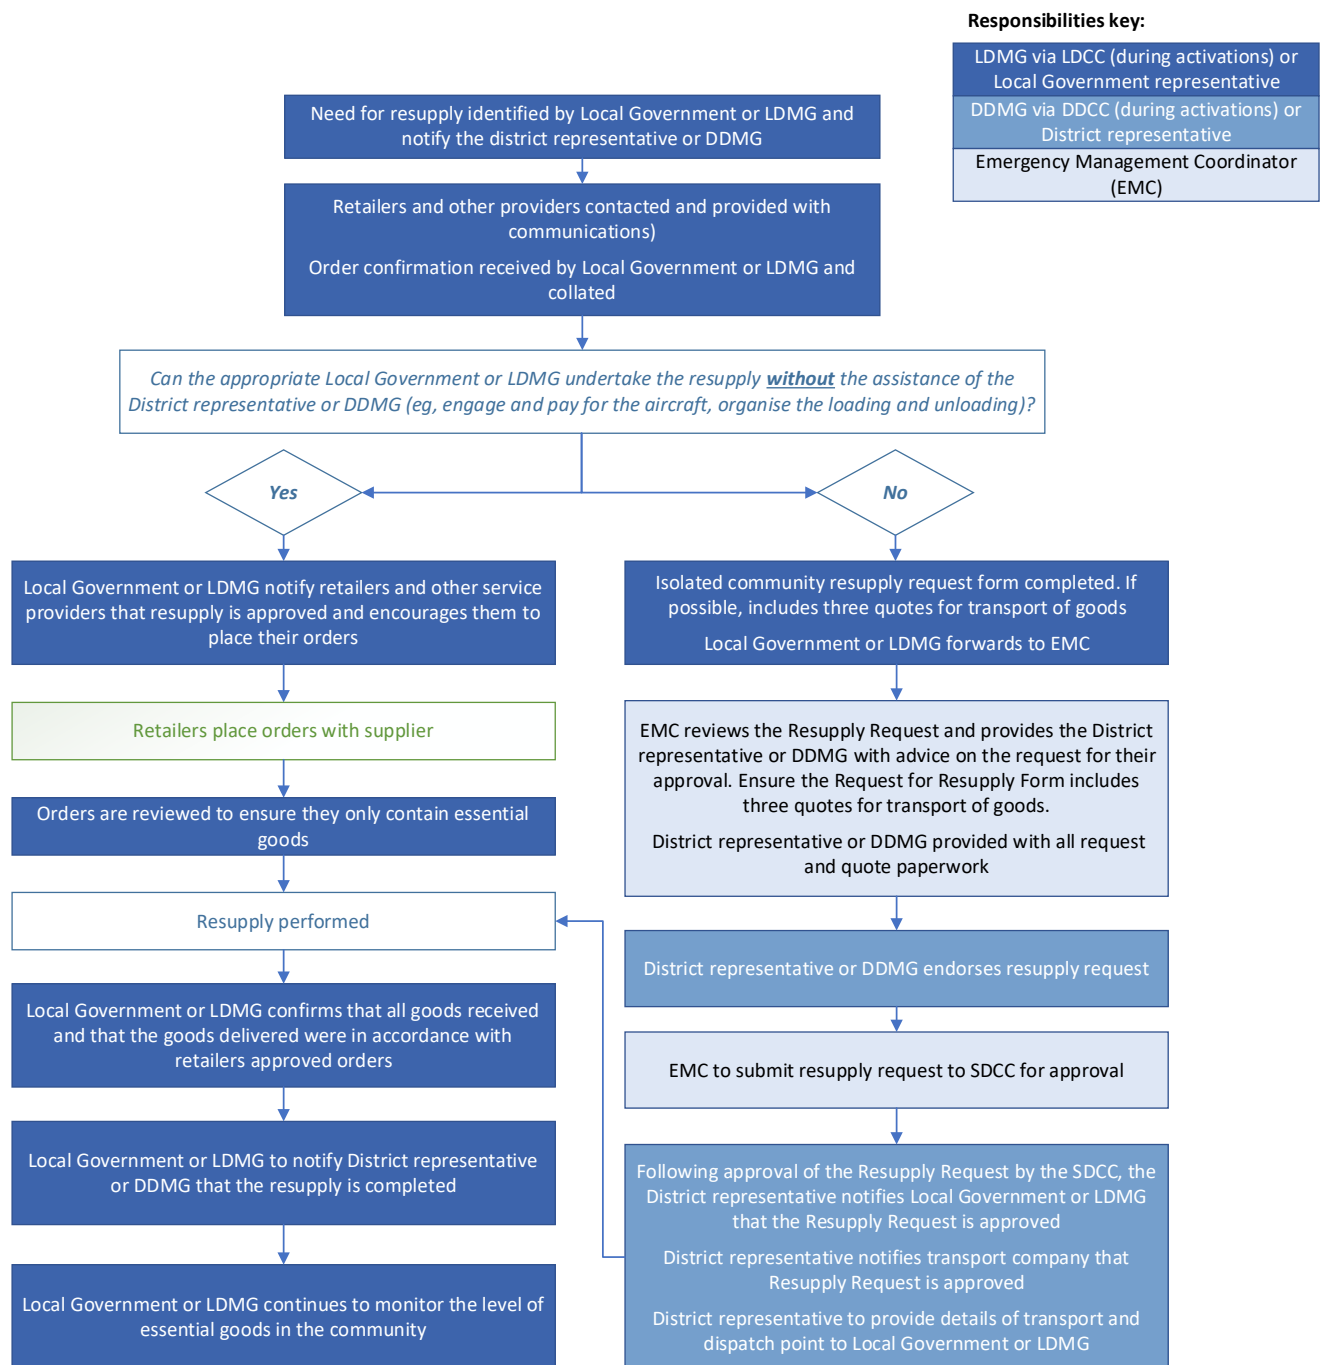 Responsibilities key:
LDMG via LDCC (during activations) or
Local Government representative
DDMG via DDCC (during activations) or
District representative
Emergency Management Coordinator
(EMC)
Need for resupply identified by Local Government or LDMG and
notify the district representative or DDMG
Retailers and other providers contacted and provided with
communications)
Order confirmation received by Local Government or LDMG and
collated
Can the appropriate Local Government or LDMG undertake the resupply without the assistance of the
District representative or DDMG (eg, engage and pay for the aircraft, organise the loading and unloading)?
Yes
No
Local Government or LDMG notify retailers and other service
providers that resupply is approved and encourages them to
place their orders
Retailers place orders with supplier
Orders are reviewed to ensure they only contain essential
goods
Resupply performed
Local Government or LDMG confirms that all goods received
and that the goods delivered were in accordance with
retailers approved orders
Local Government or LDMG to notify District representative
or DDMG that the resupply is completed
Local Government or LDMG continues to monitor the level of
essential goods in the community
Isolated community resupply request form completed. If
possible, includes three quotes for transport of goods
Local Government or LDMG forwards to EMC
EMC reviews the Resupply Request and provides the District
representative or DDMG with advice on the request for their
approval. Ensure the Request for Resupply Form includes
three quotes for transport of goods.
District representative or DDMG provided with all request
and quote paperwork
District representative or DDMG endorses resupply request
EMC to submit resupply request to SDCC for approval
Following approval of the Resupply Request by the SDCC, the
District representative notifies Local Government or LDMG
that the Resupply Request is approved
District representative notifies transport company that
Resupply Request is approved
District representative to provide details of transport and
dispatch point to Local Government or LDMG